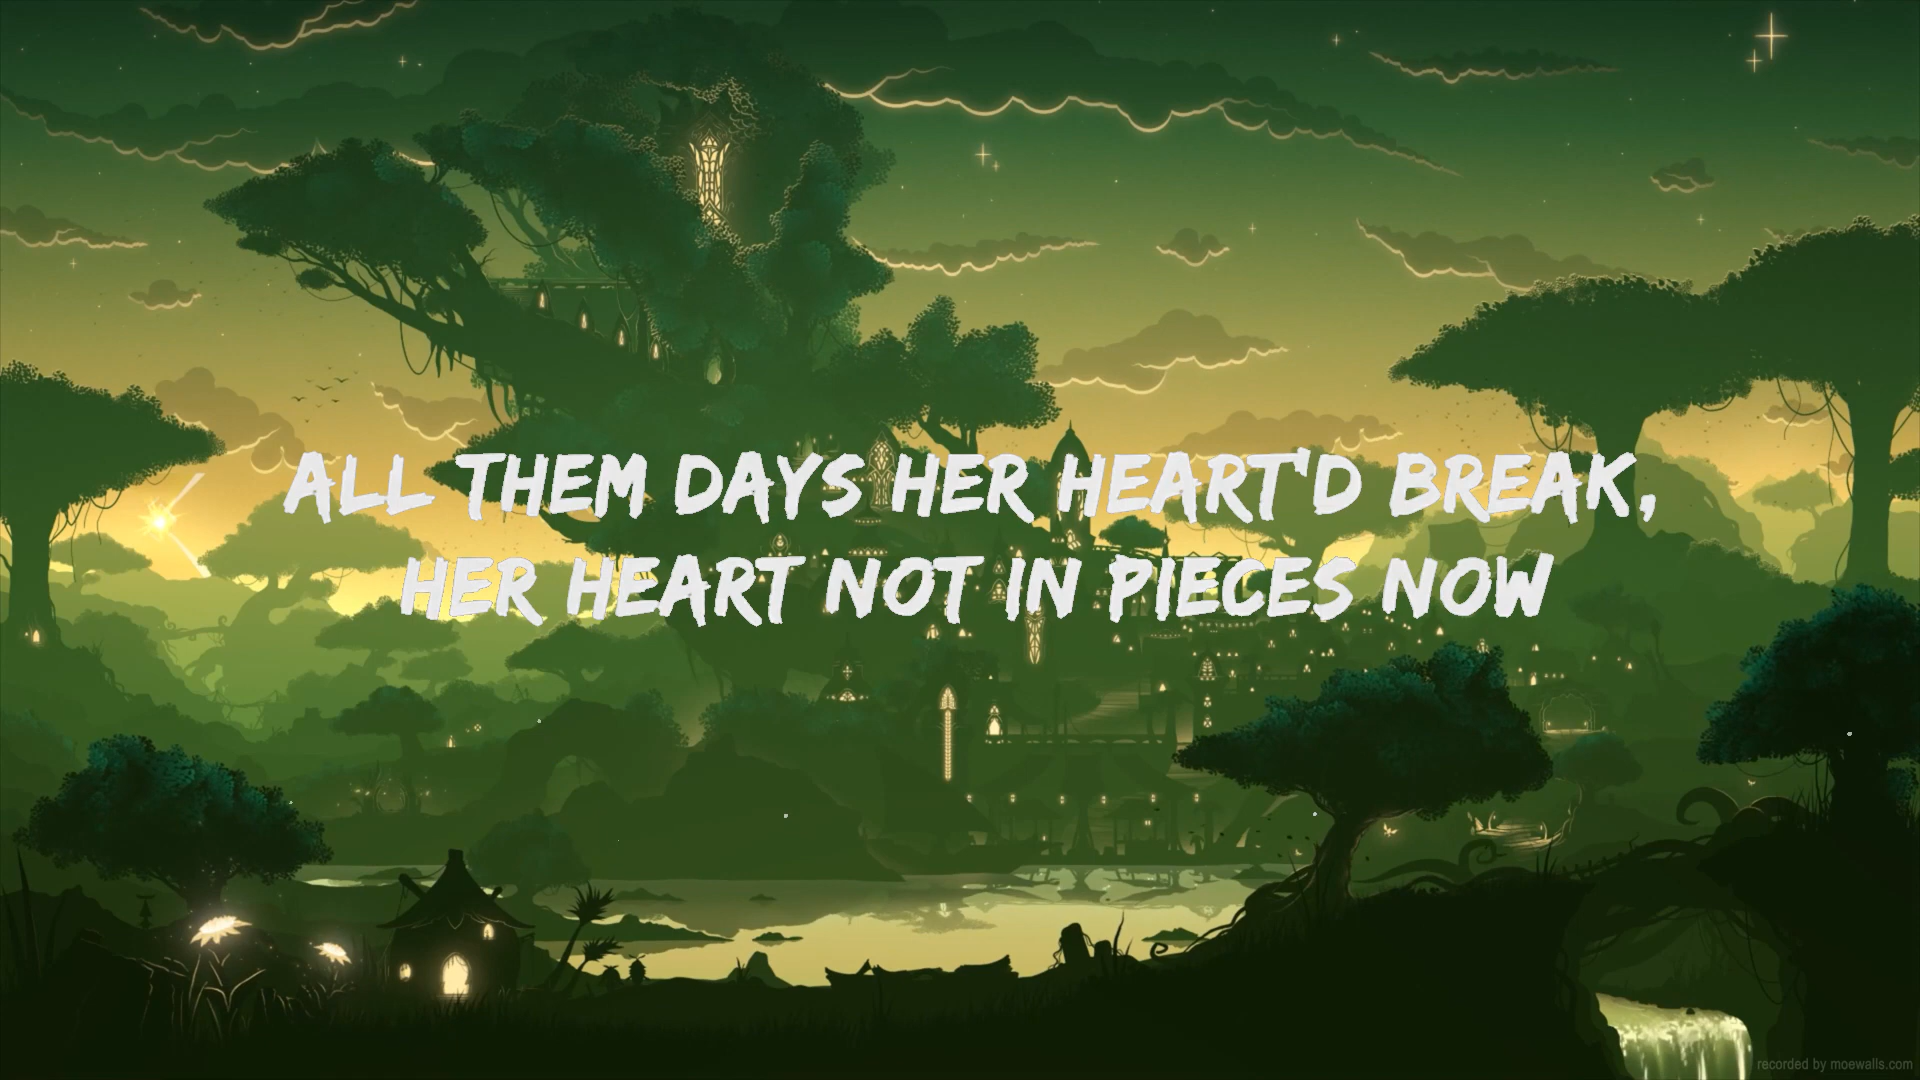 ALL THEM DAYS HER HEART'D BREAK,
HER HEART NOT IN PIECES NOW
recorded by moewalls.com